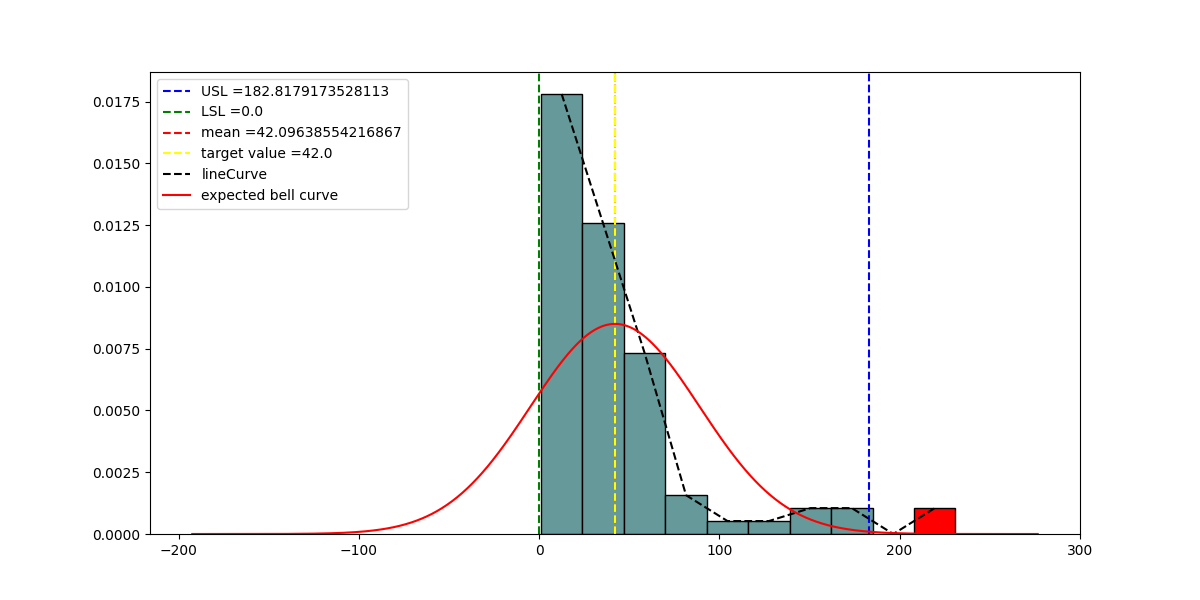 USL =182.8179173528113
LSL =0.0
mean =42.09638554216867
target value =42.0
lineCurve
expected bell curve
0.0175
0.0150
0.0125
0.0100
0.0075
0.0050
0.0025
0.0000
−200 −100 0 100 200 300